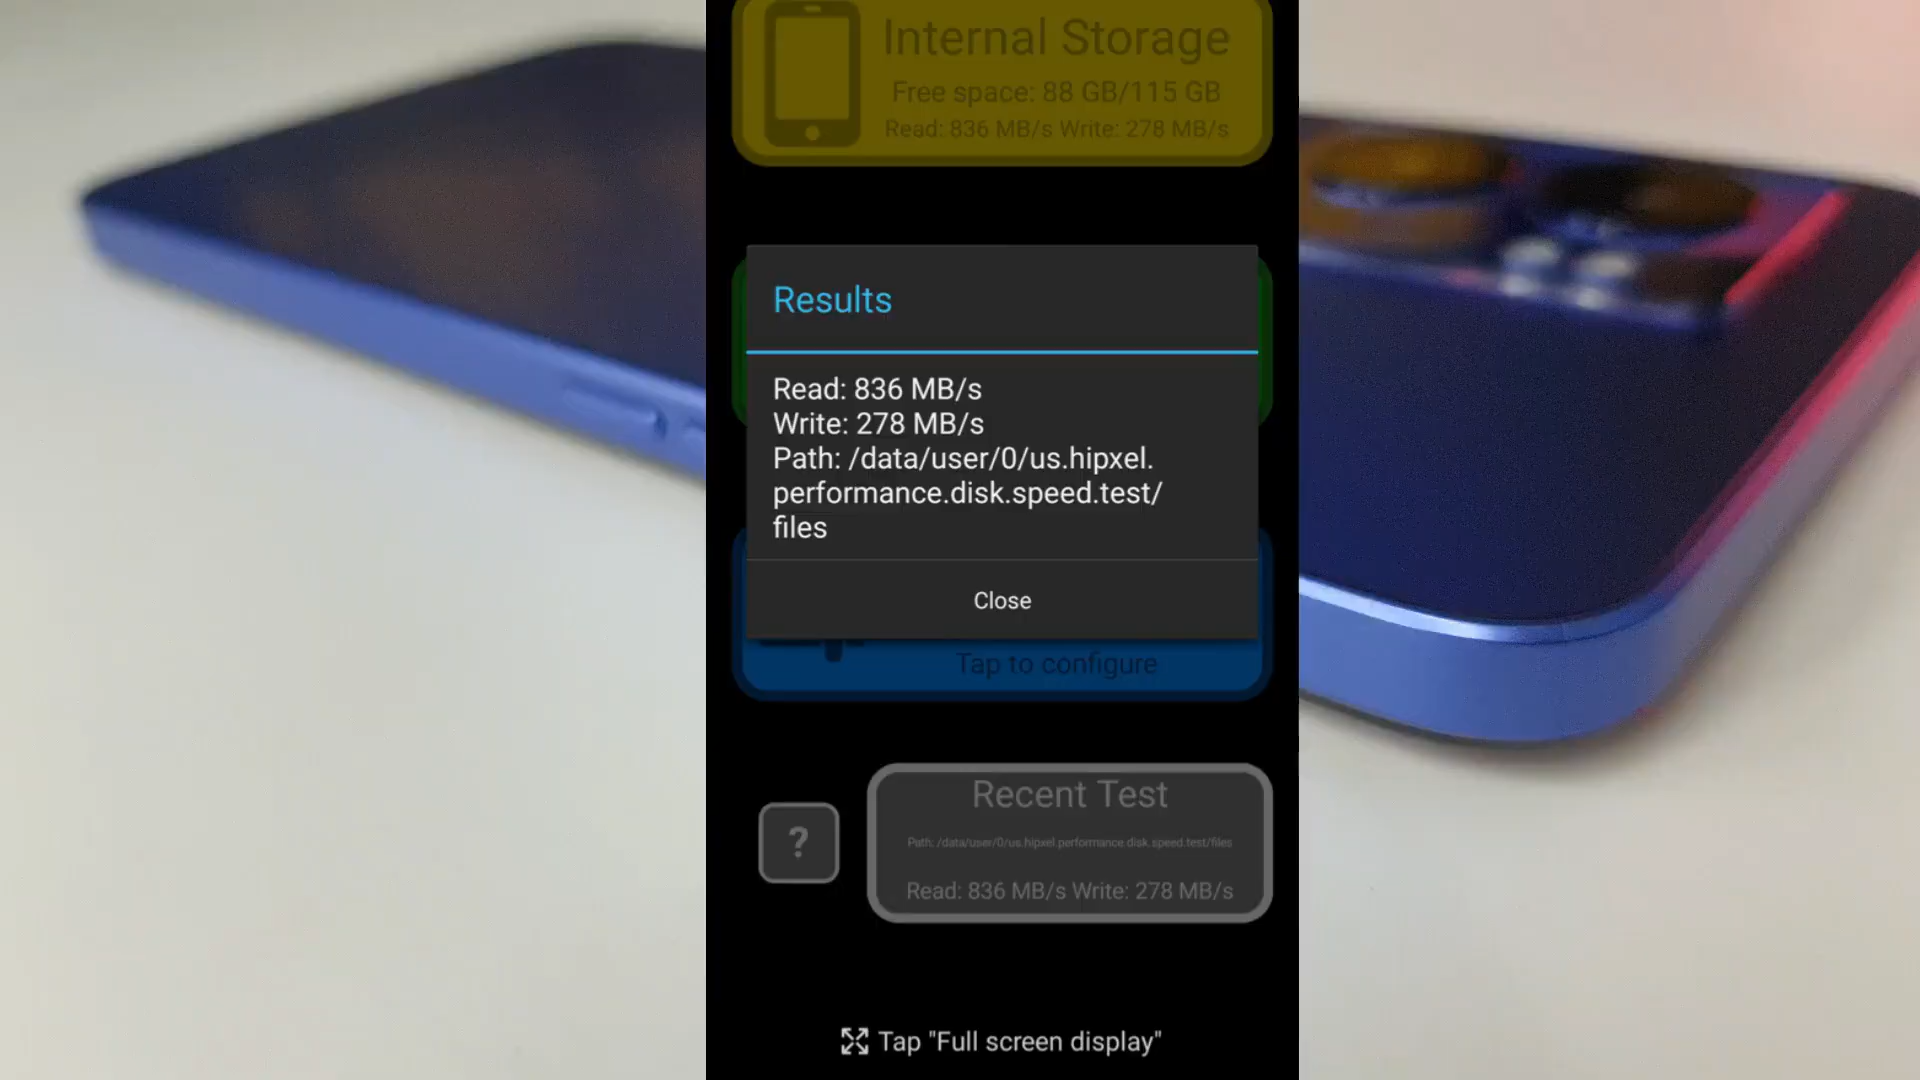 Internal Storage
Free space: 88 GB/115 GB
Read: 836 MB/s Write: 278 MB/s
Results
Read: 836 MB/s
Write: 278 MB/s
Path: /data/user/0/us.hipxel.
performance.disk.speed.test/
files
Close
Tap to configure
?
Recent Test
Path: /data/user/0/us.hipxel.performance.disk.speed.test/files
Read: 836 MB/s Write: 278 MB/s
Tap "Full screen display"